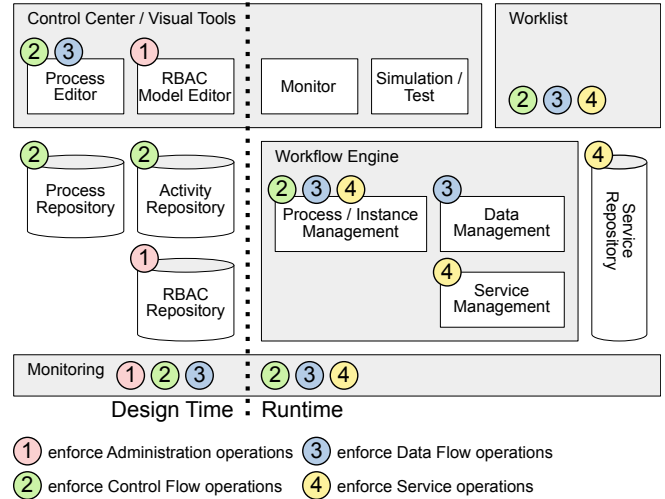 Control Center / Visual Tools
Worklist
2 3
1
Process
Editor
RBAC
Model Editor
Monitor
Simulation /
Test
2 3 4
2
Process
Repository
2
Activity
Repository
1
RBAC
Repository
Workflow Engine
2 3 4
Process / Instance
Management
3
Data
Management
4
Service
Management
4
Service
Repository
Monitoring 1 2 3 2 3 4
Design Time Runtime
1 enforce Administration operations
3 enforce Data Flow operations
2 enforce Control Flow operations
4 enforce Service operations